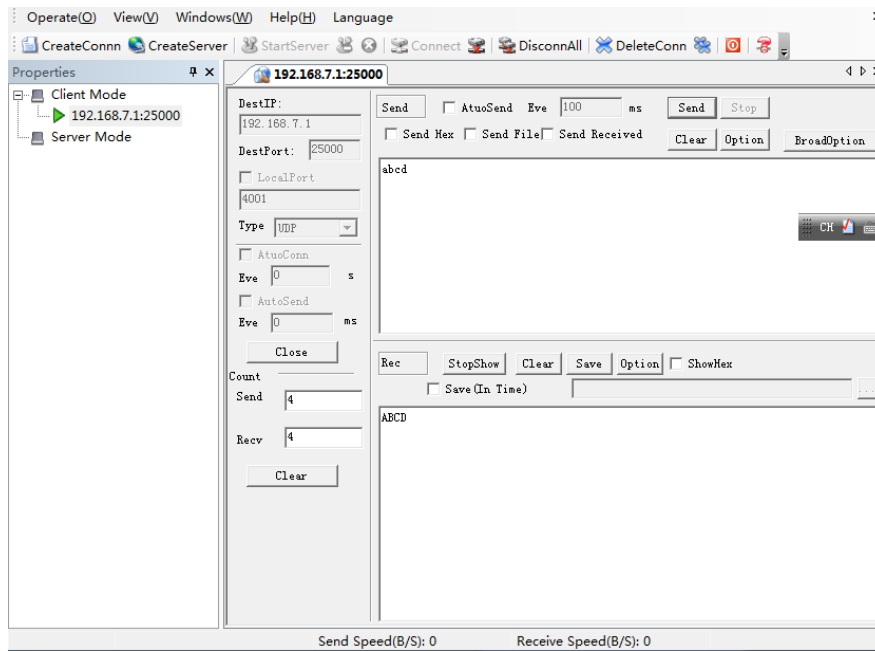 Operate(O) View(V) Windows(W) Help(H) Language
CreateConnn CreateServer StartServer Connect DisconnAll DeleteConn
Properties
192.168.7.1:25000
Client Mode
192.168.7.1:25000
Server Mode
DestIP:
192.168.7.1
DestPort: 25000
LocalPort
4001
Type UDP
AtuoConn
Eve 0 s
AutoSend
Eve 0 ms
Close
Count
Send 4
Recv 4
Clear
Send AtuoSend Eve 100 ms Send Stop
Send Hex Send File Send Received Clear Option BroadOption
abcd
CH
Rec StopShow Clear Save Option ShowHex
Save(In Time) ...
ABCD
Send Speed(B/S): 0 Receive Speed(B/S): 0